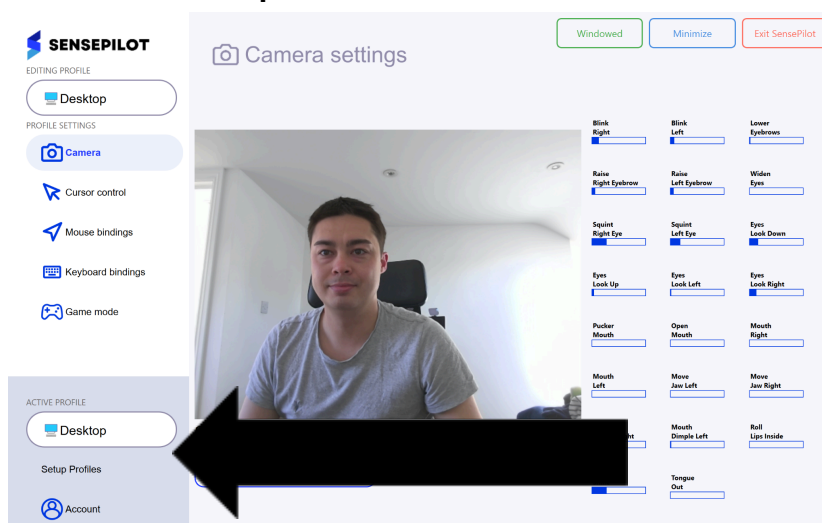 SENSEPILOT
EDITING PROFILE
Desktop
PROFILE SETTINGS
Camera
Cursor control
Mouse bindings
Keyboard bindings
Game mode
ACTIVE PROFILE
Desktop
Setup Profiles
Account
Camera settings
Windowed
Minimize
Exit SensePilot
Blink
Right
Blink
Left
Lower
Eyebrows
Raise
Right Eyebrow
Raise
Left Eyebrow
Widen
Eyes
Squint
Right Eye
Squint
Left Eye
Eyes
Look Down
Eyes
Look Up
Eyes
Look Left
Eyes
Look Right
Pucker
Mouth
Open
Mouth
Mouth
Right
Mouth
Left
Move
Jaw Left
Move
Jaw Right
Mouth
Dimple Left
Roll
Lips Inside
Tongue
Out